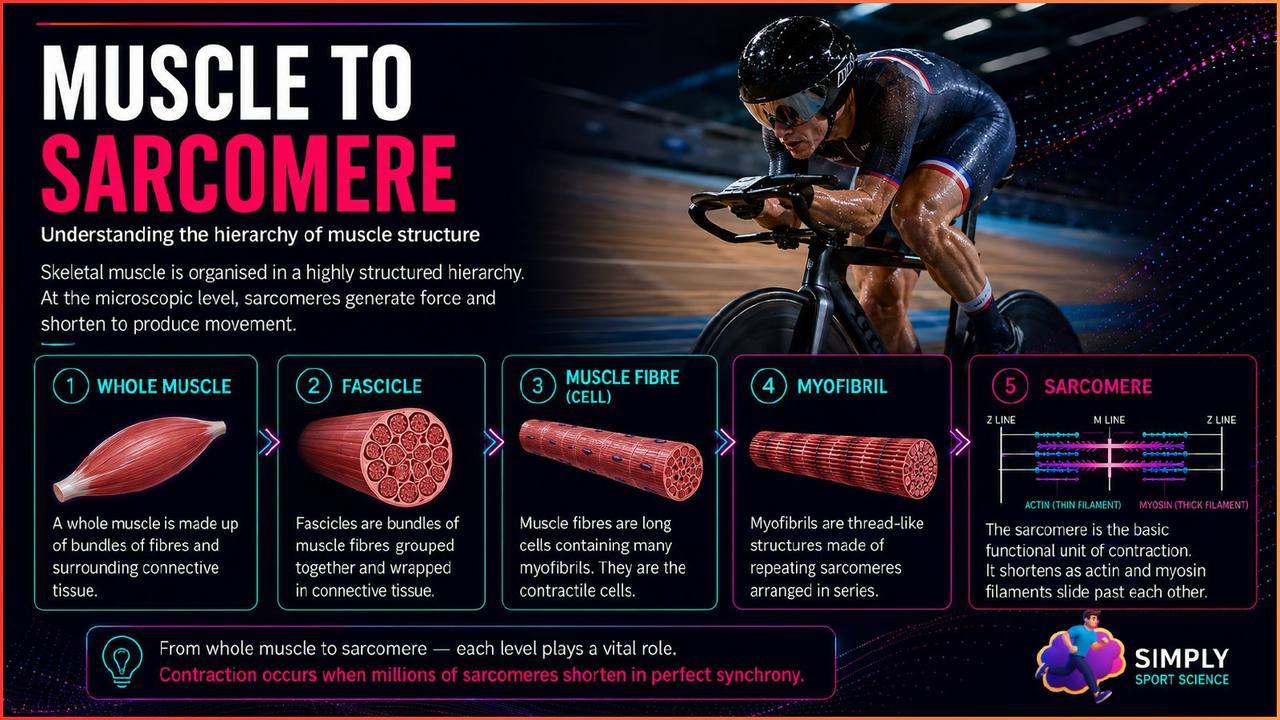 MUSCLE TO
SARCOMERE
Understanding the hierarchy of muscle structure
Skeletal muscle is organised in a highly structured hierarchy.
At the microscopic level, sarcomeres generate force and
shorten to produce movement.
1 WHOLE MUSCLE
A whole muscle is made up
of bundles of fibres and
surrounding connective
tissue.
2 FASCICLE
Fascicles are bundles of
muscle fibres grouped
together and wrapped
in connective tissue.
3 MUSCLE FIBRE
(CELL)
Muscle fibres are long
cells containing many
myofibrils. They are the
contractile cells.
4 MYOFIBRIL
Myofibrils are thread-like
structures made of
repeating sarcomeres
arranged in series.
5 SARCOMERE
Z LINE M LINE Z LINE
ACTIN (THIN FILAMENT) MYOSIN (THICK FILAMENT)
The sarcomere is the basic
functional unit of contraction.
It shortens as actin and myosin
filaments slide past each other.
From whole muscle to sarcomere — each level plays a vital role.
Contraction occurs when millions of sarcomeres shorten in perfect synchrony.
SIMPLY
SPORT SCIENCE